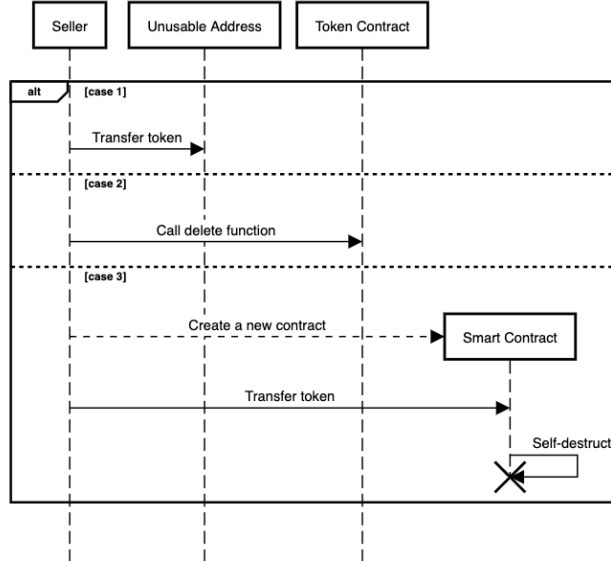 Seller
Unusable Address
Token Contract
alt
[case 1]
Transfer token
[case 2]
Call delete function
[case 3]
Create a new contract
Smart Contract
Transfer token
Self-destruct